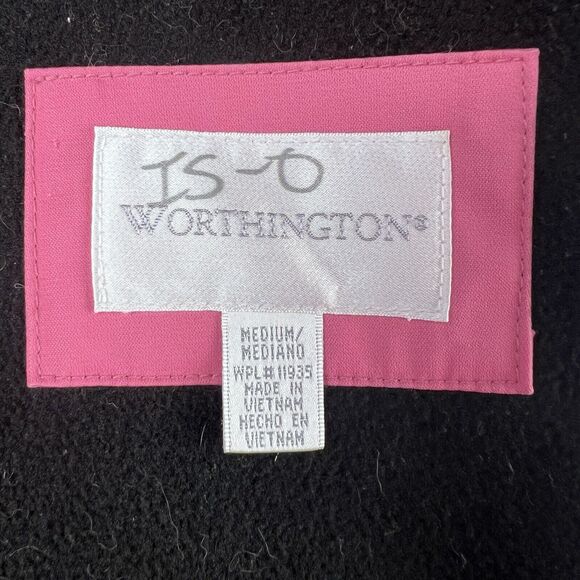 IS-O
WORTHINGTON®
MEDIUM/
MEDIANO
WPL# 11935
MADE IN
VIETNAM
HECHO EN
VIETNAM